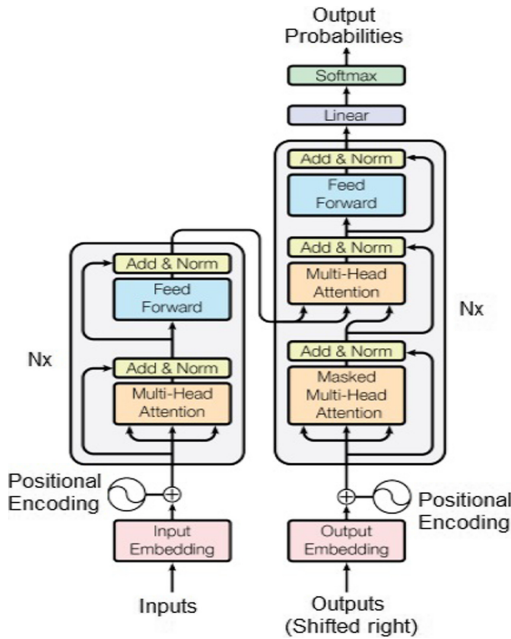 Output
Probabilities
Softmax
Linear
Add & Norm
Feed
Forward
Add & Norm
Multi-Head
Attention
Nx
Add & Norm
Masked
Multi-Head
Attention
Add & Norm
Feed
Forward
Nx
Add & Norm
Multi-Head
Attention
Positional
Encoding
Positional
Encoding
Input
Embedding
Output
Embedding
Inputs
Outputs
(Shifted right)